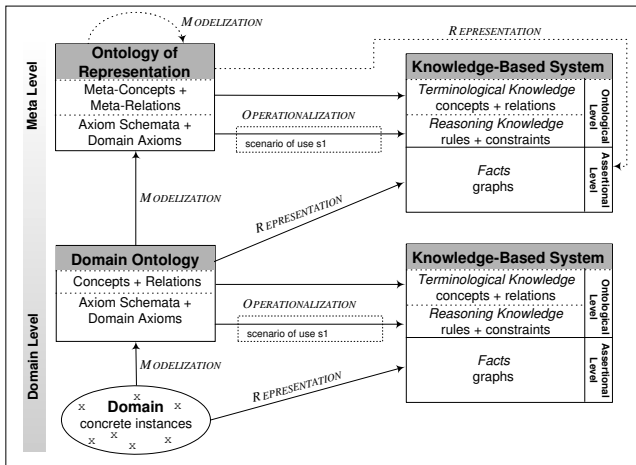 MODELIZATION
REPRESENTATION
Meta Level
Ontology of
Representation
Meta-Concepts +
Meta-Relations
Axiom Schemata +
Domain Axioms
OPERATIONALIZATION
scenario of use s1
Knowledge-Based System
Terminological Knowledge
concepts + relations
Reasoning Knowledge
rules + constraints
Facts
graphs
Ontological
Level
Assertional
Level
MODELIZATION
REPRESENTATION
Domain Level
Domain Ontology
Concepts + Relations
Axiom Schemata +
Domain Axioms
OPERATIONALIZATION
scenario of use s1
Knowledge-Based System
Terminological Knowledge
concepts + relations
Reasoning Knowledge
rules + constraints
Facts
graphs
Ontological
Level
Assertional
Level
MODELIZATION
REPRESENTATION
x x
Domain
x
concrete instances
x x x x